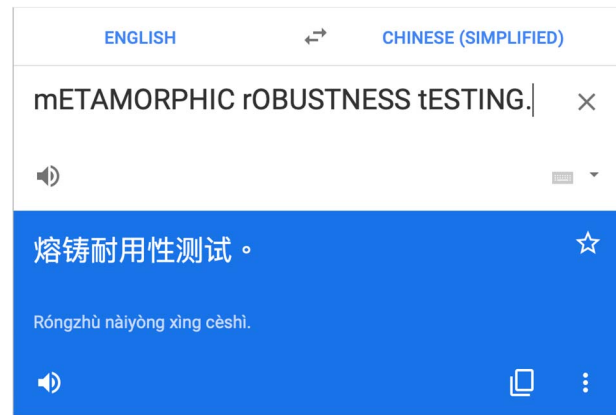 ENGLISH CHINESE (SIMPLIFIED)
mETAMORPHIC rOBUSTNESS tESTING.
熔铸耐用性测试。
Róngzhù nàiyòng xìng cèshì.